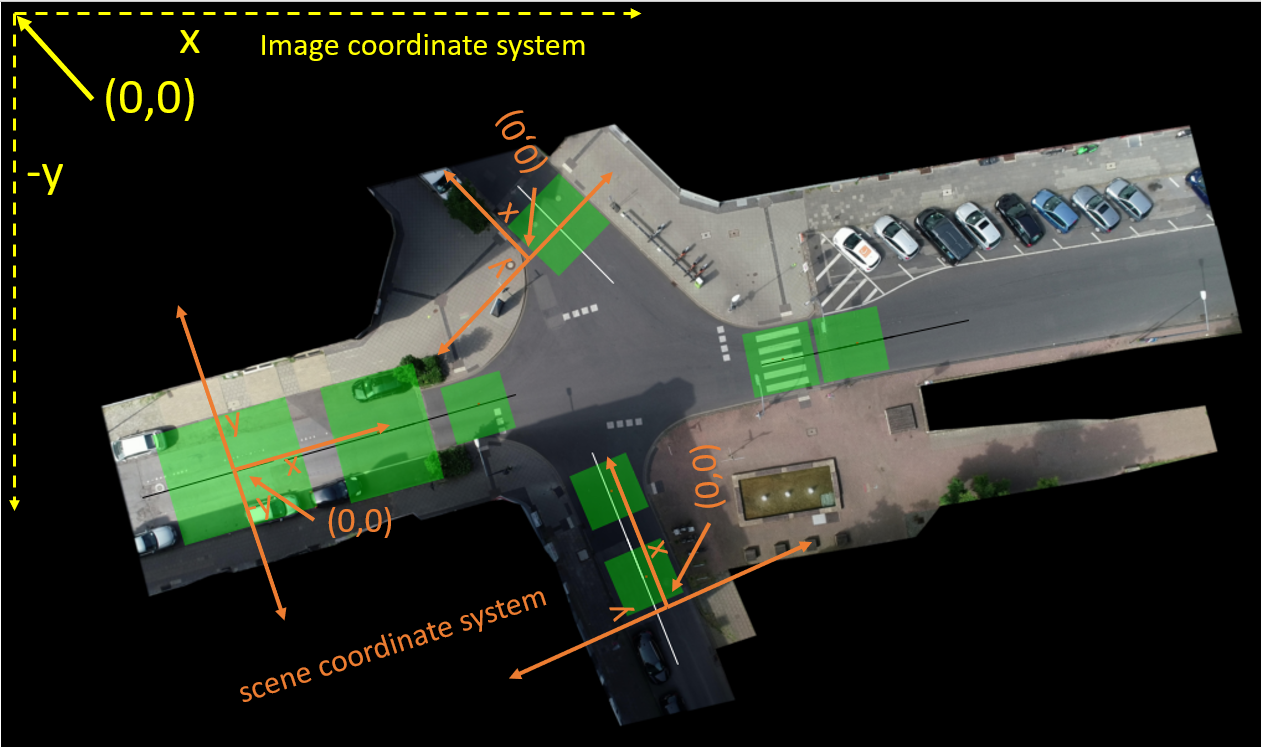 x
Image coordinate system
(0,0)
-y
(0,0)
x
y
y
x
-y
(0,0)
(0,0)
x
y
scene coordinate system